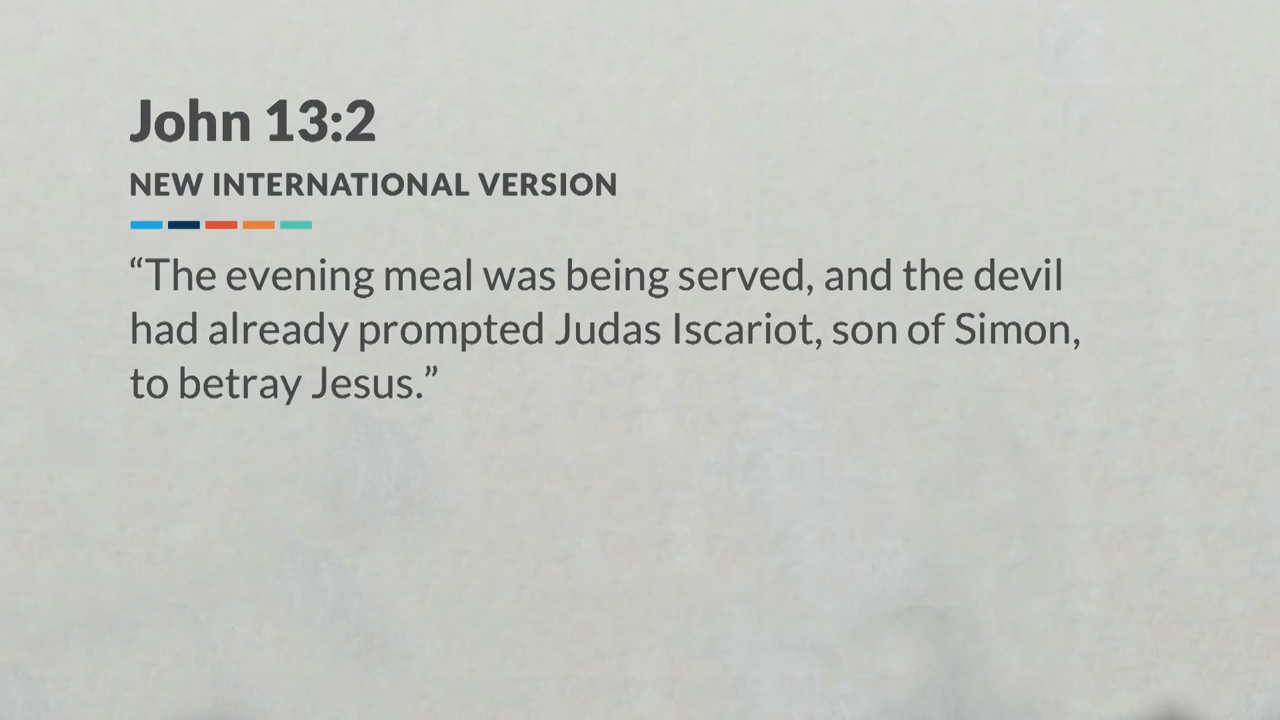 John 13:2
NEW INTERNATIONAL VERSION
“The evening meal was being served, and the devil
had already prompted Judas Iscariot, son of Simon,
to betray Jesus.”